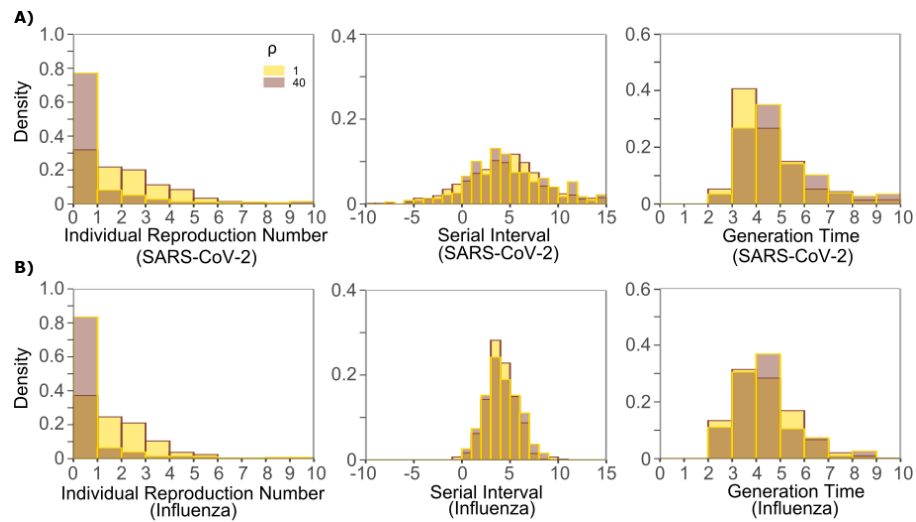 A)
Density
1.0
0.8
0.6
0.4
0.2
0
ρ
1
40
0 1 2 3 4 5 6 7 8 9 10
Individual Reproduction Number
(SARS-CoV-2)
0.4
0.2
0
-10 -5 0 5 10 15
Serial Interval
(SARS-CoV-2)
0.6
0.4
0.2
0
0 1 2 3 4 5 6 7 8 9 10
Generation Time
(SARS-CoV-2)
B)
Density
1.0
0.8
0.6
0.4
0.2
0
0 1 2 3 4 5 6 7 8 9 10
Individual Reproduction Number
(Influenza)
0.4
0.2
0
-10 -5 0 5 10 15
Serial Interval
(Influenza)
0.6
0.4
0.2
0
0 1 2 3 4 5 6 7 8 9 10
Generation Time
(Influenza)